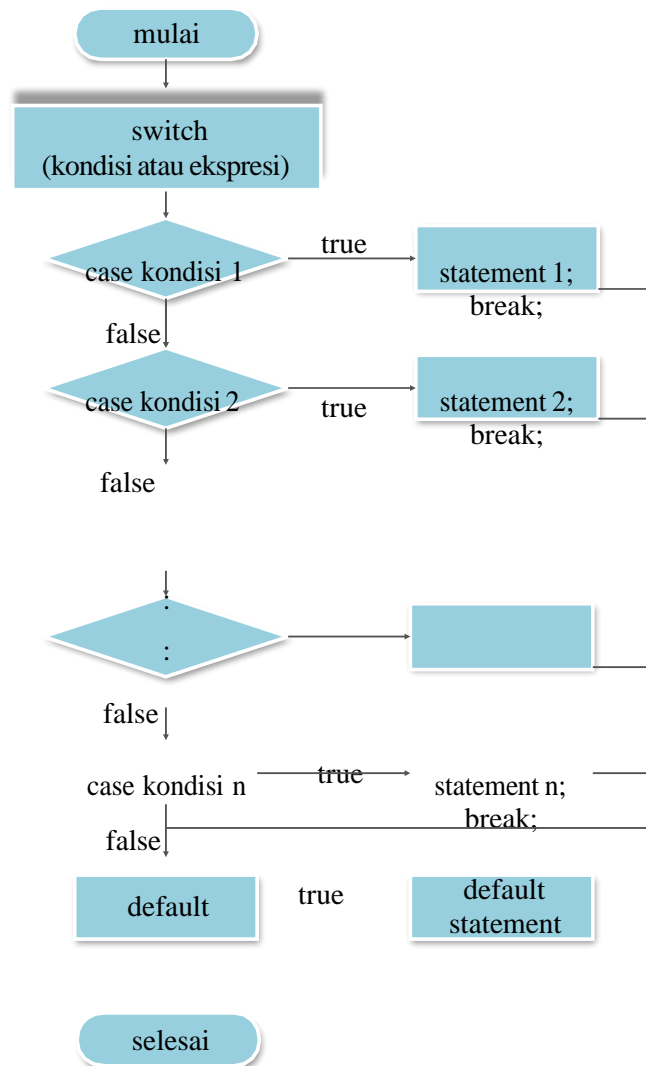 mulai
switch
(kondisi atau ekspresi)
true
case kondisi 1
statement 1;
break;
false
case kondisi 2
true
statement 2;
break;
false
:
:
false
case kondisi n
true
statement n;
break;
false
default
true
default
statement
selesai